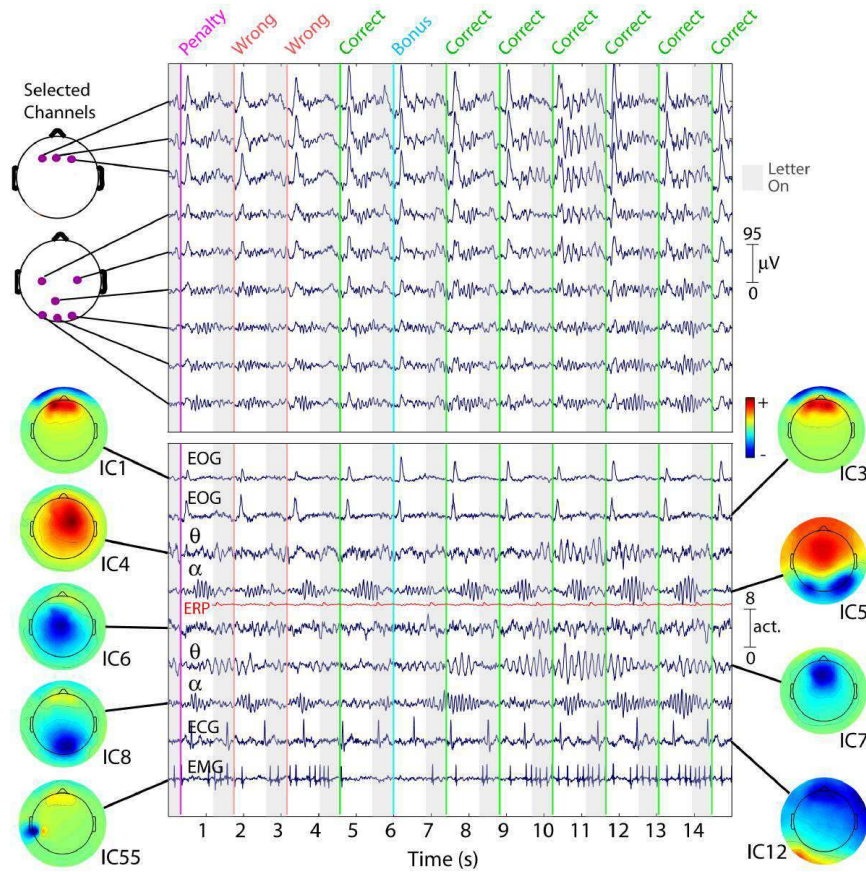 Penalty
Wrong
Wrong
Correct
Bonus
Correct
Correct
Correct
Correct
Correct
Correct
Selected
Channels
Letter
On
95
μV
0
+
-
EOG
IC1
IC3
EOG
θ
IC4
α
8
ERP
IC5
act.
IC6
0
θ
α
IC7
IC8
ECG
EMG
IC55
IC12
1 2 3 4 5 6 7 8 9 10 11 12 13 14
Time (s)